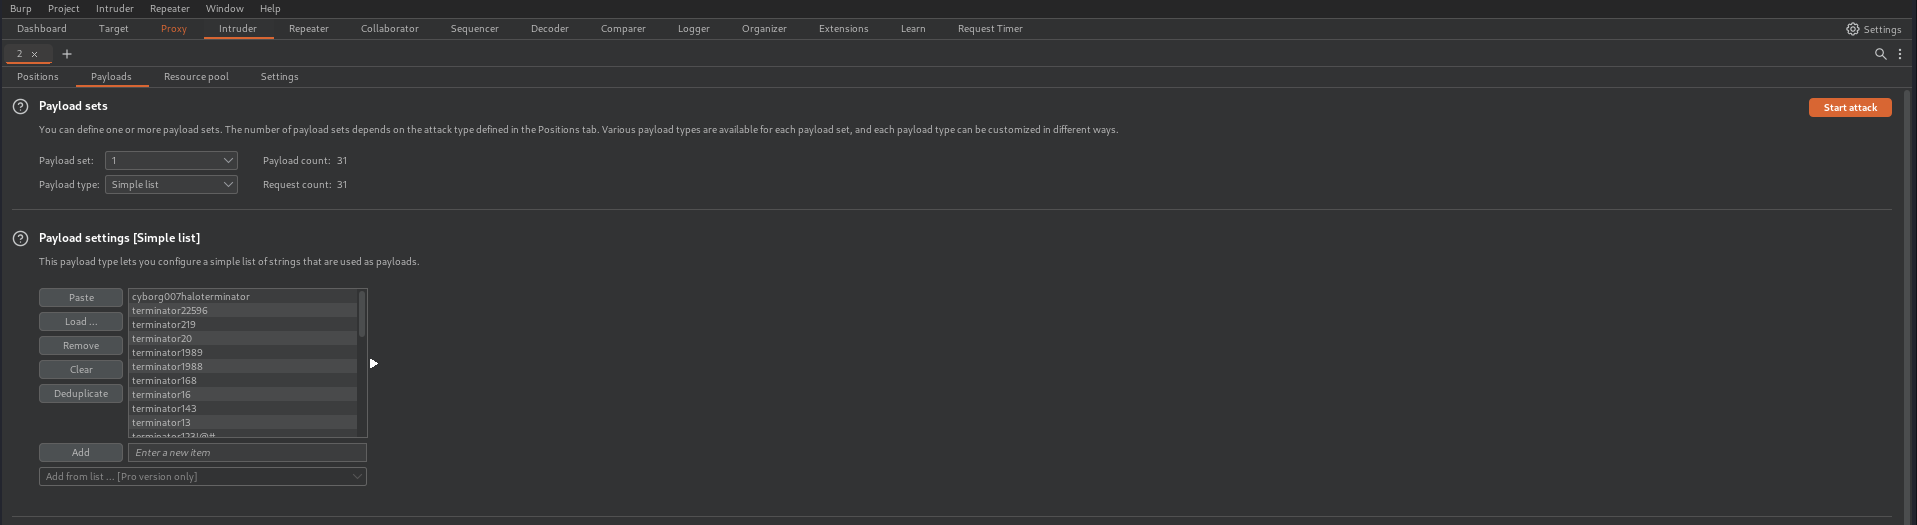 Burp Project Intruder Repeater Window Help
Dashboard Target Proxy Intruder Repeater Collaborator Sequencer Decoder Comparer Logger Organizer Extensions Learn Request Timer Settings
2 × +
Positions Payloads Resource pool Settings
? Payload sets Start attack
You can define one or more payload sets. The number of payload sets depends on the attack type defined in the Positions tab. Various payload types are available for each payload set, and each payload type can be customized in different ways.
Payload set: 1 Payload count: 31
Payload type: Simple list Request count: 31
? Payload settings [Simple list]
This payload type lets you configure a simple list of strings that are used as payloads.
Paste cyborg007haloterminator
terminator22596
Load ... terminator219
terminator20
Remove terminator1989
terminator1988
Clear terminator168
Deduplicate terminator16
terminator143
terminator13
terminator123!@#
Add Enter a new item
Add from list ... [Pro version only]